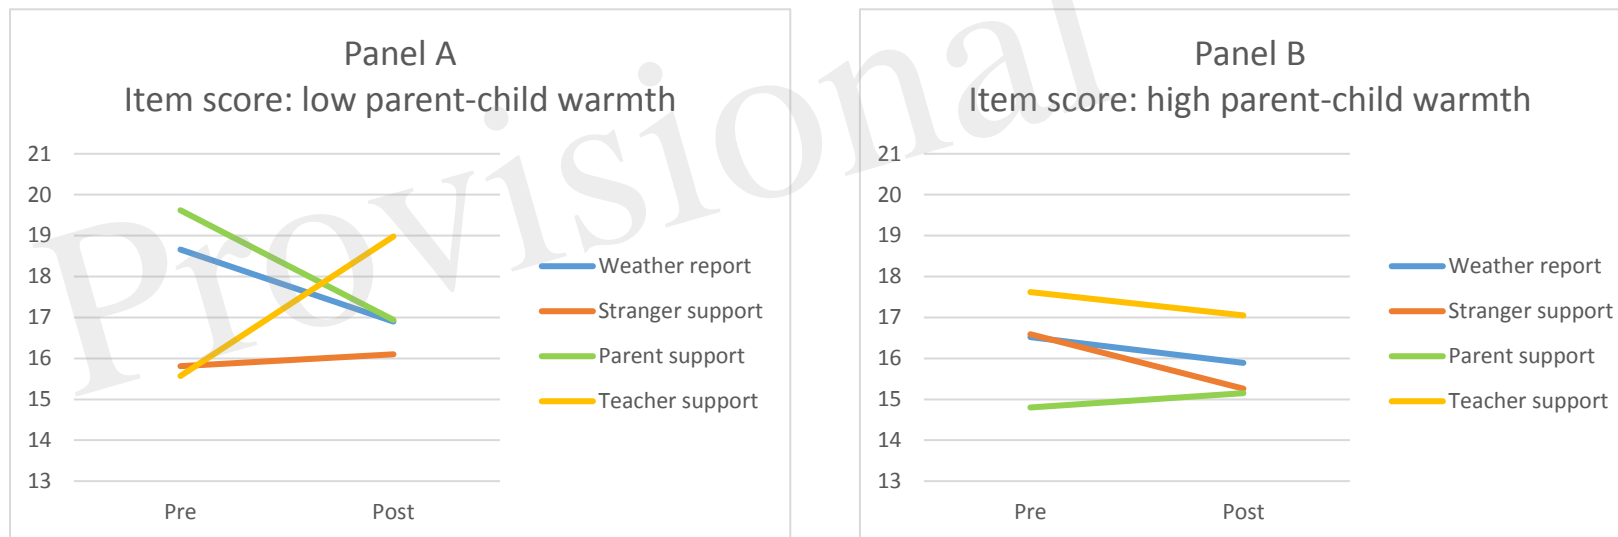 Panel A
Item score: low parent-child warmth
21
20
19
18
17
16
15
14
13
Pre Post
Weather report
Stranger support
Parent support
Teacher support
Panel B
Item score: high parent-child warmth
21
20
19
18
17
16
15
14
13
Pre Post
Weather report
Stranger support
Parent support
Teacher support
Provisional